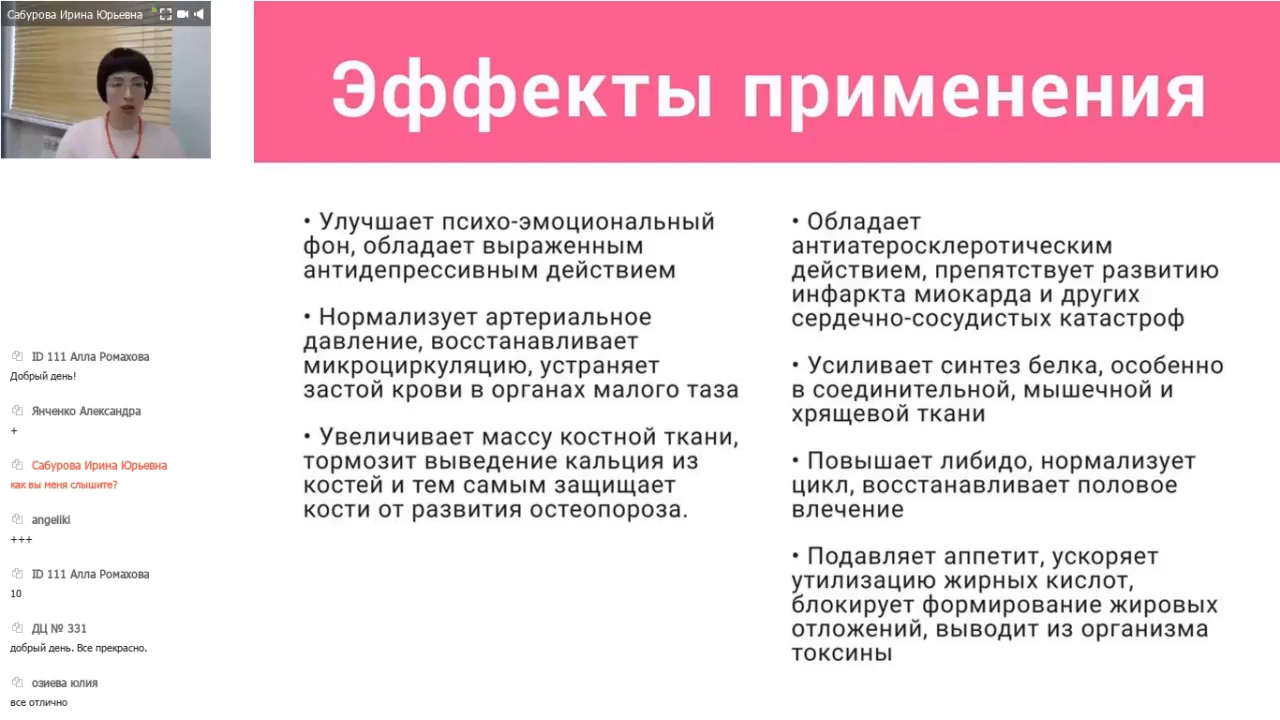 Сабурова Ирина Юрьевна
Эффекты применения
• Улучшает психо-эмоциональный
фон, обладает выраженным
антидепрессивным действием
• Нормализует артериальное
давление, восстанавливает
микроциркуляцию, устраняет
застой крови в органах малого таза
• Увеличивает массу костной ткани,
тормозит выведение кальция из
костей и тем самым защищает
кости от развития остеопороза.
• Обладает
антиатеросклеротическим
действием, препятствует развитию
инфаркта миокарда и других
сердечно-сосудистых катастроф
• Усиливает синтез белка, особенно
в соединительной, мышечной и
хрящевой ткани
• Повышает либидо, нормализует
цикл, восстанавливает половое
влечение
• Подавляет аппетит, ускоряет
утилизацию жирных кислот,
блокирует формирование жировых
отложений, выводит из организма
токсины
ID 111 Алла Ромахова
Добрый день!
Янченко Александра
+
Сабурова Ирина Юрьевна
как вы меня слышите?
angeliki
+++
ID 111 Алла Ромахова
10
ДЦ № 331
добрый день. Все прекрасно.
озиева юлия
все отлично